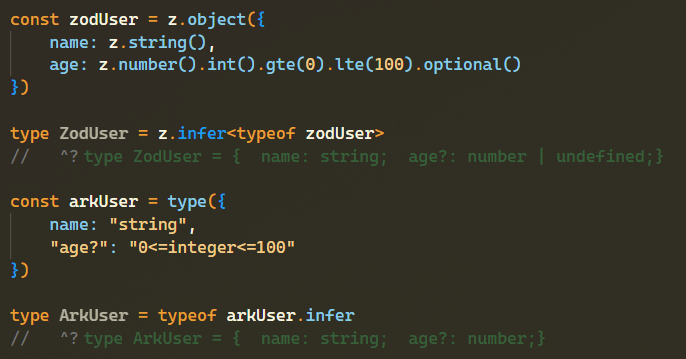 const zodUser = z.object({
    name: z.string(),
    age: z.number().int().gte(0).lte(100).optional()
})
type ZodUser = z.infer<typeof zodUser>
//   ^? type ZodUser = {  name: string;  age?: number | undefined;}
const arkUser = type({
    name: "string",
    "age?": "0<=integer<=100"
})
type ArkUser = typeof arkUser.infer
//   ^? type ArkUser = {  name: string;  age?: number;}